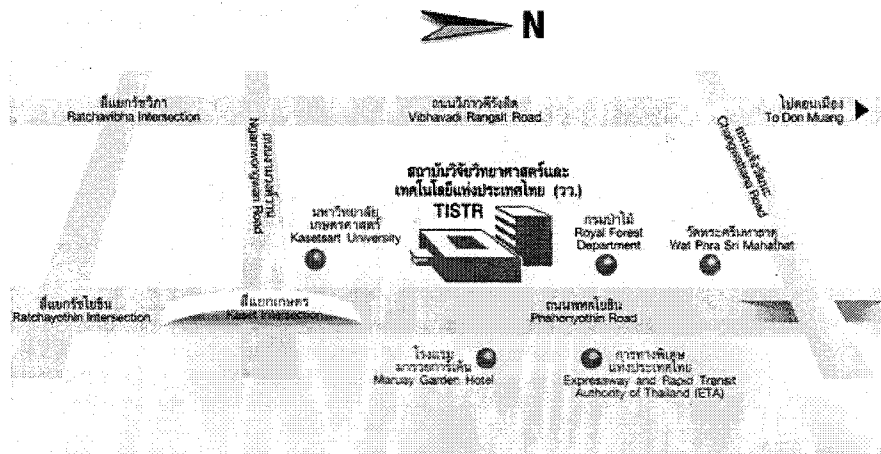 N
สี่แยกรัชวิภา
Ratchavibha Intersection
ถนนวิภาวดีรังสิต
Vibhavadi Rangsit Road
ไปดอนเมือง
To Don Muang
ถนนงามวงศ์วาน
Ngamwongwan Road
ถนนแจ้งวัฒนะ
Changwattana Road
สถาบันวิจัยวิทยาศาสตร์และ
เทคโนโลยีแห่งประเทศไทย (วว.)
TISTR
มหาวิทยาลัย
เกษตรศาสตร์
Kasetsart University
กรมป่าไม้
Royal Forest
Department
วัดพระศรีมหาธาตุ
Wat Pnra Sri Mahathat
สี่แยกรัชโยธิน
Ratchayothin Intersection
สี่แยกเกษตร
Kaset Intersection
ถนนพหลโยธิน
Phahonyothin Road
โรงแรม
มารวยการ์เด้น
Maruay Garden Hotel
การทางพิเศษ
แห่งประเทศไทย
Expressway and Rapid Transit
Authority of Thailand (ETA)